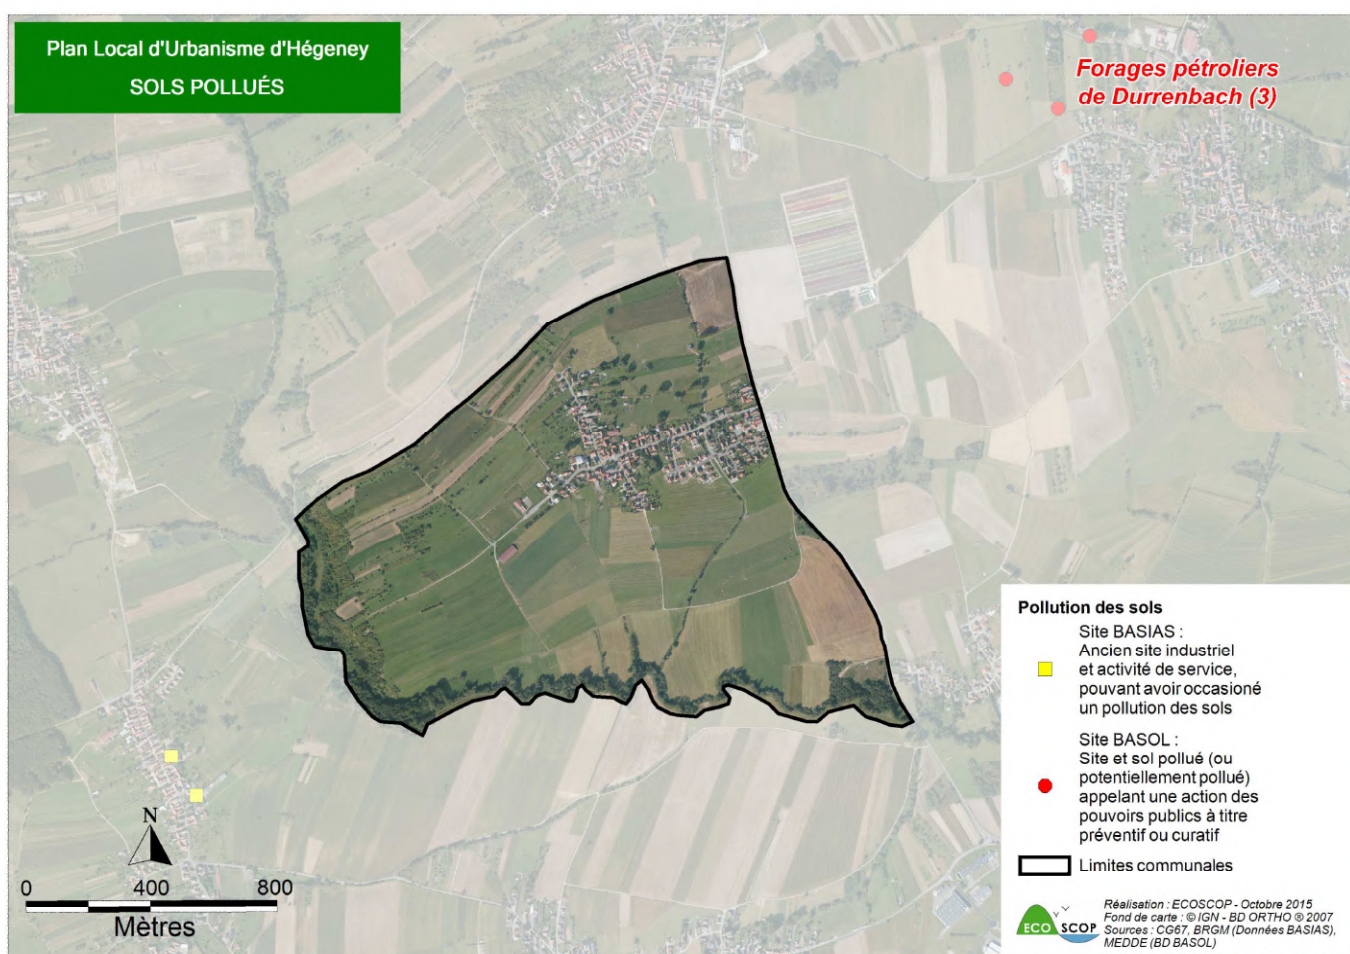 Plan Local d'Urbanisme d'Hégeney
SOLS POLLUÉS
Forages pétroliers
de Durrenbach (3)
Pollution des sols
Site BASIAS :
Ancien site industriel
et activité de service,
pouvant avoir occasioné
un pollution des sols
Site BASOL :
Site et sol pollué (ou
potentiellement pollué)
appelant une action des
pouvoirs publics à titre
préventif ou curatif
Limites communales
N
0 400 800
Mètres
ECO SCOP
Réalisation : ECOSCOP - Octobre 2015
Fond de carte : © IGN - BD ORTHO ® 2007
Sources : CG67, BRGM (Données BASIAS),
MEDDE (BD BASOL)